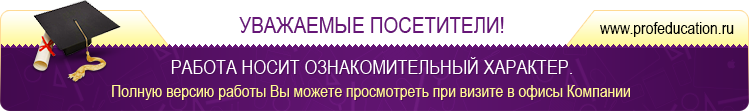 УВАЖАЕМЫЕ ПОСЕТИТЕЛИ!
www.profeducation.ru
РАБОТА НОСИТ ОЗНАКОМИТЕЛЬНЫЙ ХАРАКТЕР.
Полную версию работы Вы можете просмотреть при визите в офисы Компании